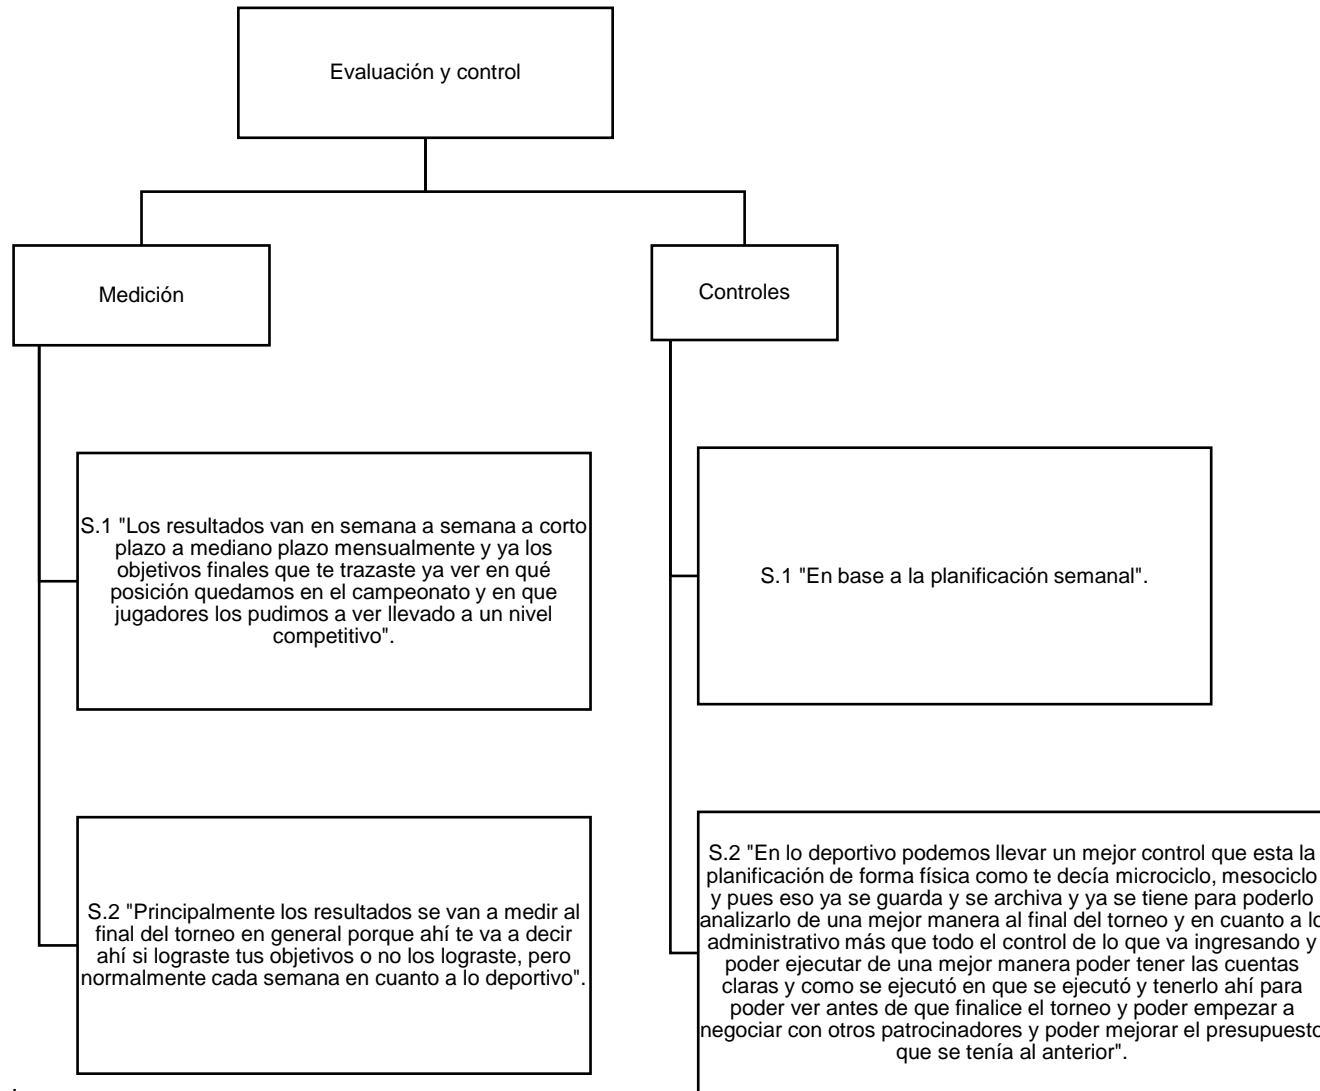 Evaluación y control
Medición
Controles
S.1 "Los resultados van en semana a semana a corto
plazo a mediano plazo mensualmente y ya los
objetivos finales que te trazaste ya ver en qué
posición quedamos en el campeonato y en que
jugadores los pudimos a ver llevado a un nivel
competitivo".
S.1 "En base a la planificación semanal".
S.2 "Principalmente los resultados se van a medir al
final del torneo en general porque ahí te va a decir
ahí si lograste tus objetivos o no los lograste, pero
normalmente cada semana en cuanto a lo deportivo".
S.2 "En lo deportivo podemos llevar un mejor control que esta la
planificación de forma física como te decía microciclo, mesociclo
y pues eso ya se guarda y se archiva y ya se tiene para poderlo
analizarlo de una mejor manera al final del torneo y en cuanto a lo
administrativo más que todo el control de lo que va ingresando y
poder ejecutar de una mejor manera poder tener las cuentas
claras y como se ejecutó en que se ejecutó y tenerlo ahí para
poder ver antes de que finalice el torneo y poder empezar a
negociar con otros patrocinadores y poder mejorar el presupuesto
que se tenía al anterior".
.